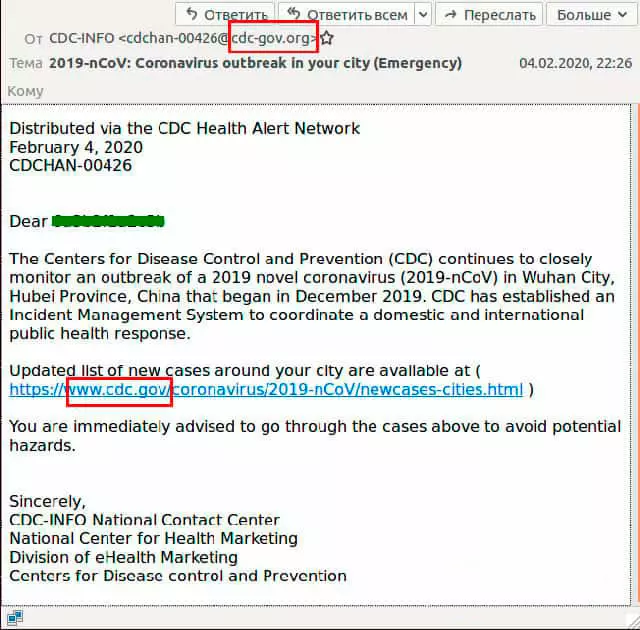 Ответить Ответить всем Переслать Больше
От CDC-INFO <cdchan-00426@cdc-gov.org>
Тема 2019-nCoV: Coronavirus outbreak in your city (Emergency) 04.02.2020, 22:26
Кому
Distributed via the CDC Health Alert Network
February 4, 2020
CDCHAN-00426
Dear
The Centers for Disease Control and Prevention (CDC) continues to closely
monitor an outbreak of a 2019 novel coronavirus (2019-nCoV) in Wuhan City,
Hubei Province, China that began in December 2019. CDC has established an
Incident Management System to coordinate a domestic and international
public health response.
Updated list of new cases around your city are available at (
https://www.cdc.gov/coronavirus/2019-nCoV/newcases-cities.html )
You are immediately advised to go through the cases above to avoid potential
hazards.
Sincerely,
CDC-INFO National Contact Center
National Center for Health Marketing
Division of eHealth Marketing
Centers for Disease control and Prevention